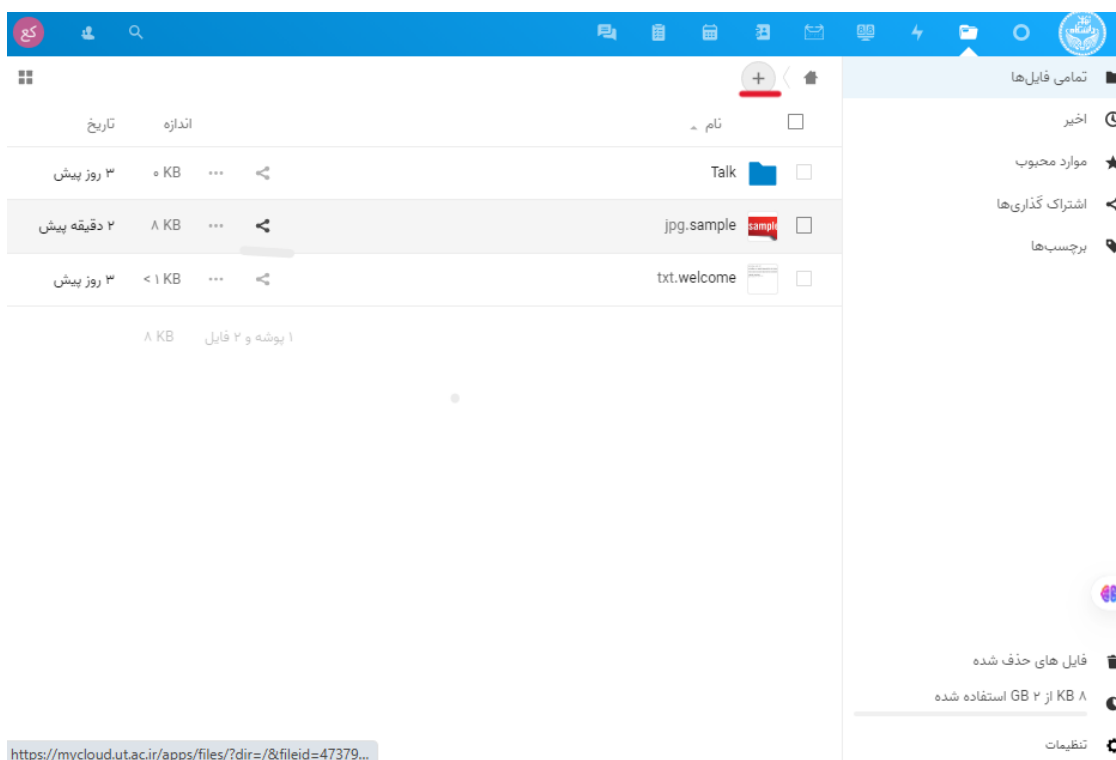 کع
تمامی فایل‌ها
اخیر
موارد محبوب
اشتراک گذاری‌ها
برچسب‌ها
نام اندازه تاریخ
Talk ۰ KB ۳ روز پیش
sample.jpg ۸ KB ۲ دقیقه پیش
sample
welcome.txt < ۱ KB ۳ روز پیش
۱ پوشه و ۲ فایل ۸ KB
فایل های حذف شده
۸ KB از ۲ GB استفاده شده
تنظیمات
https://mycloud.ut.ac.ir/apps/files/?dir=/&fileid=47379...